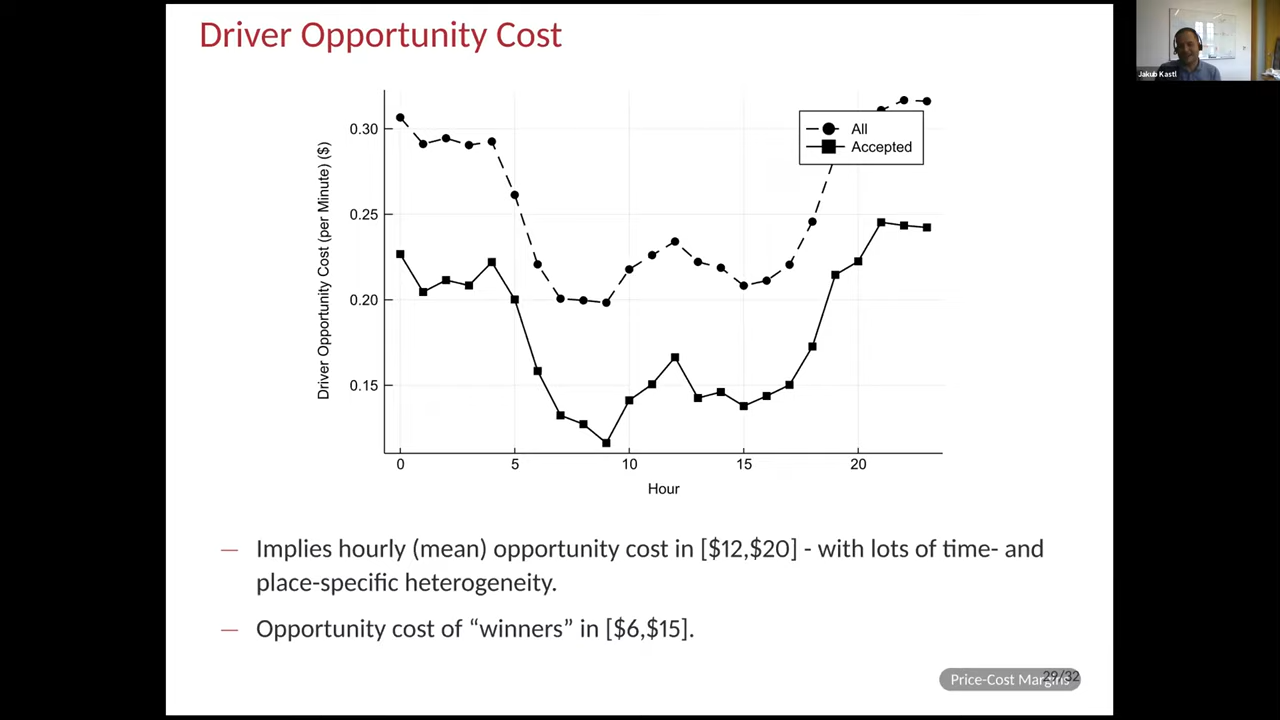 Driver Opportunity Cost
Jakub Kastl
Driver Opportunity Cost (per Minute) ($)
0.30
0.25
0.20
0.15
All
Accepted
0 5 10 15 20
Hour
— Implies hourly (mean) opportunity cost in [$12,$20] - with lots of time- and
place-specific heterogeneity.
— Opportunity cost of “winners” in [$6,$15].
Price-Cost Margins
29/32